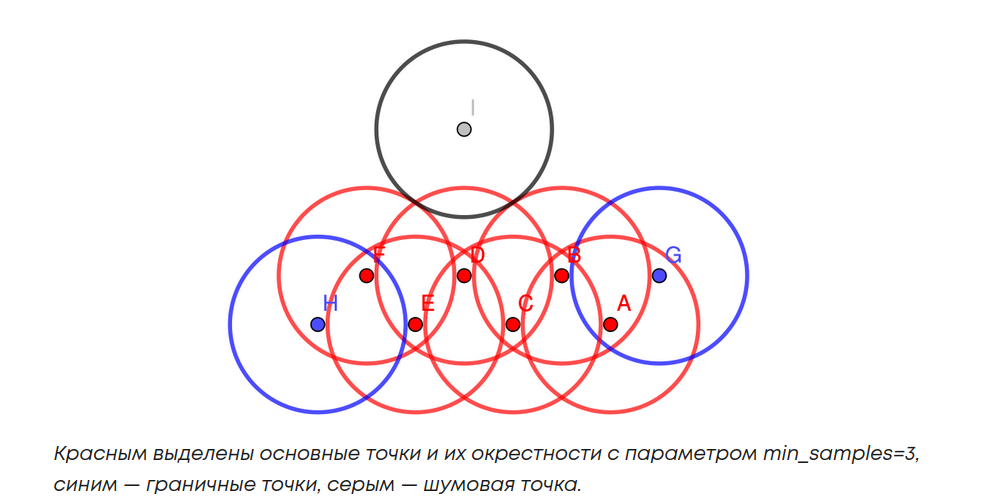 I
F D B G
H E C A
Красным выделены основные точки и их окрестности с параметром min_samples=3,
синим — граничные точки, серым — шумовая точка.